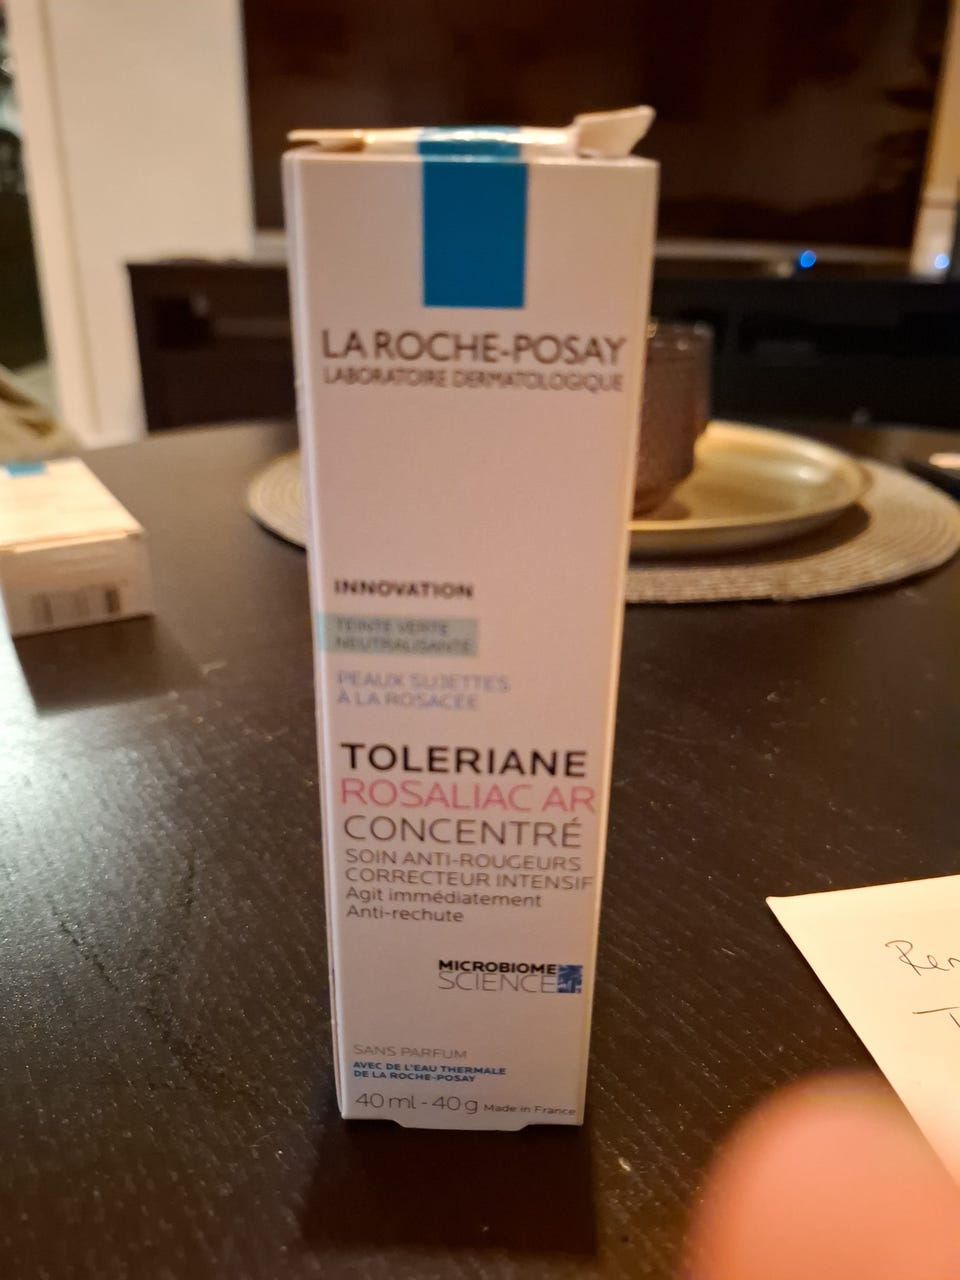 LA ROCHE-POSAY
LABORATOIRE DERMATOLOGIQUE
INNOVATION
TEINTE VERTE
NEUTRALISANTE
PEAUX SUJETTES
À LA ROSACÉE
TOLERIANE
ROSALIAC AR
CONCENTRÉ
SOIN ANTI-ROUGEURS
CORRECTEUR INTENSIF
Agit immédiatement
Anti-rechute
MICROBIOME
SCIENCE
SANS PARFUM
AVEC DE L'EAU THERMALE
DE LA ROCHE-POSAY
40 ml - 40 g Made in France